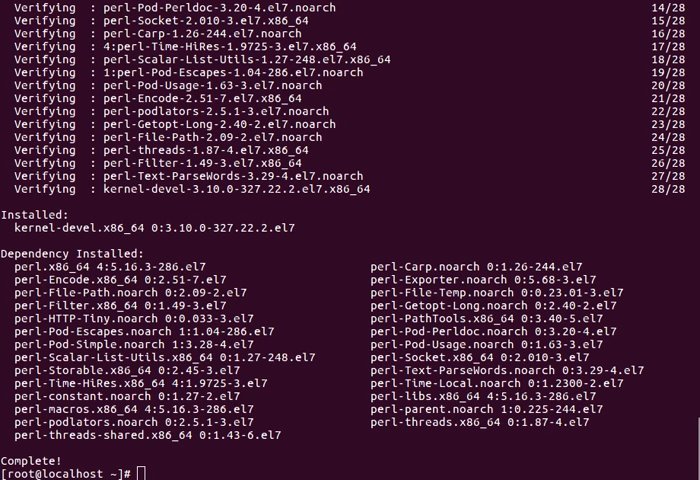 Verifying  : perl-Pod-Perldoc-3.20-4.el7.noarch 14/28
Verifying  : perl-Socket-2.010-3.el7.x86_64 15/28
Verifying  : perl-Carp-1.26-244.el7.noarch 16/28
Verifying  : 4:perl-Time-HiRes-1.9725-3.el7.x86_64 17/28
Verifying  : perl-Scalar-List-Utils-1.27-248.el7.x86_64 18/28
Verifying  : 1:perl-Pod-Escapes-1.04-286.el7.noarch 19/28
Verifying  : perl-Pod-Usage-1.63-3.el7.noarch 20/28
Verifying  : perl-Encode-2.51-7.el7.x86_64 21/28
Verifying  : perl-podlators-2.5.1-3.el7.noarch 22/28
Verifying  : perl-Getopt-Long-2.40-2.el7.noarch 23/28
Verifying  : perl-File-Path-2.09-2.el7.noarch 24/28
Verifying  : perl-threads-1.87-4.el7.x86_64 25/28
Verifying  : perl-Filter-1.49-3.el7.x86_64 26/28
Verifying  : perl-Text-ParseWords-3.29-4.el7.noarch 27/28
Verifying  : kernel-devel-3.10.0-327.22.2.el7.x86_64 28/28
Installed:
kernel-devel.x86_64 0:3.10.0-327.22.2.el7
Dependency Installed:
perl.x86_64 4:5.16.3-286.el7 perl-Carp.noarch 0:1.26-244.el7
perl-Encode.x86_64 0:2.51-7.el7 perl-Exporter.noarch 0:5.68-3.el7
perl-File-Path.noarch 0:2.09-2.el7 perl-File-Temp.noarch 0:0.23.01-3.el7
perl-Filter.x86_64 0:1.49-3.el7 perl-Getopt-Long.noarch 0:2.40-2.el7
perl-HTTP-Tiny.noarch 0:0.033-3.el7 perl-PathTools.x86_64 0:3.40-5.el7
perl-Pod-Escapes.noarch 1:1.04-286.el7 perl-Pod-Perldoc.noarch 0:3.20-4.el7
perl-Pod-Simple.noarch 1:3.28-4.el7 perl-Pod-Usage.noarch 0:1.63-3.el7
perl-Scalar-List-Utils.x86_64 0:1.27-248.el7 perl-Socket.x86_64 0:2.010-3.el7
perl-Storable.x86_64 0:2.45-3.el7 perl-Text-ParseWords.noarch 0:3.29-4.el7
perl-Time-HiRes.x86_64 4:1.9725-3.el7 perl-Time-Local.noarch 0:1.2300-2.el7
perl-constant.noarch 0:1.27-2.el7 perl-libs.x86_64 4:5.16.3-286.el7
perl-macros.x86_64 4:5.16.3-286.el7 perl-parent.noarch 1:0.225-244.el7
perl-podlators.noarch 0:2.5.1-3.el7 perl-threads.x86_64 0:1.87-4.el7
perl-threads-shared.x86_64 0:1.43-6.el7
Complete!
[root@localhost ~]#